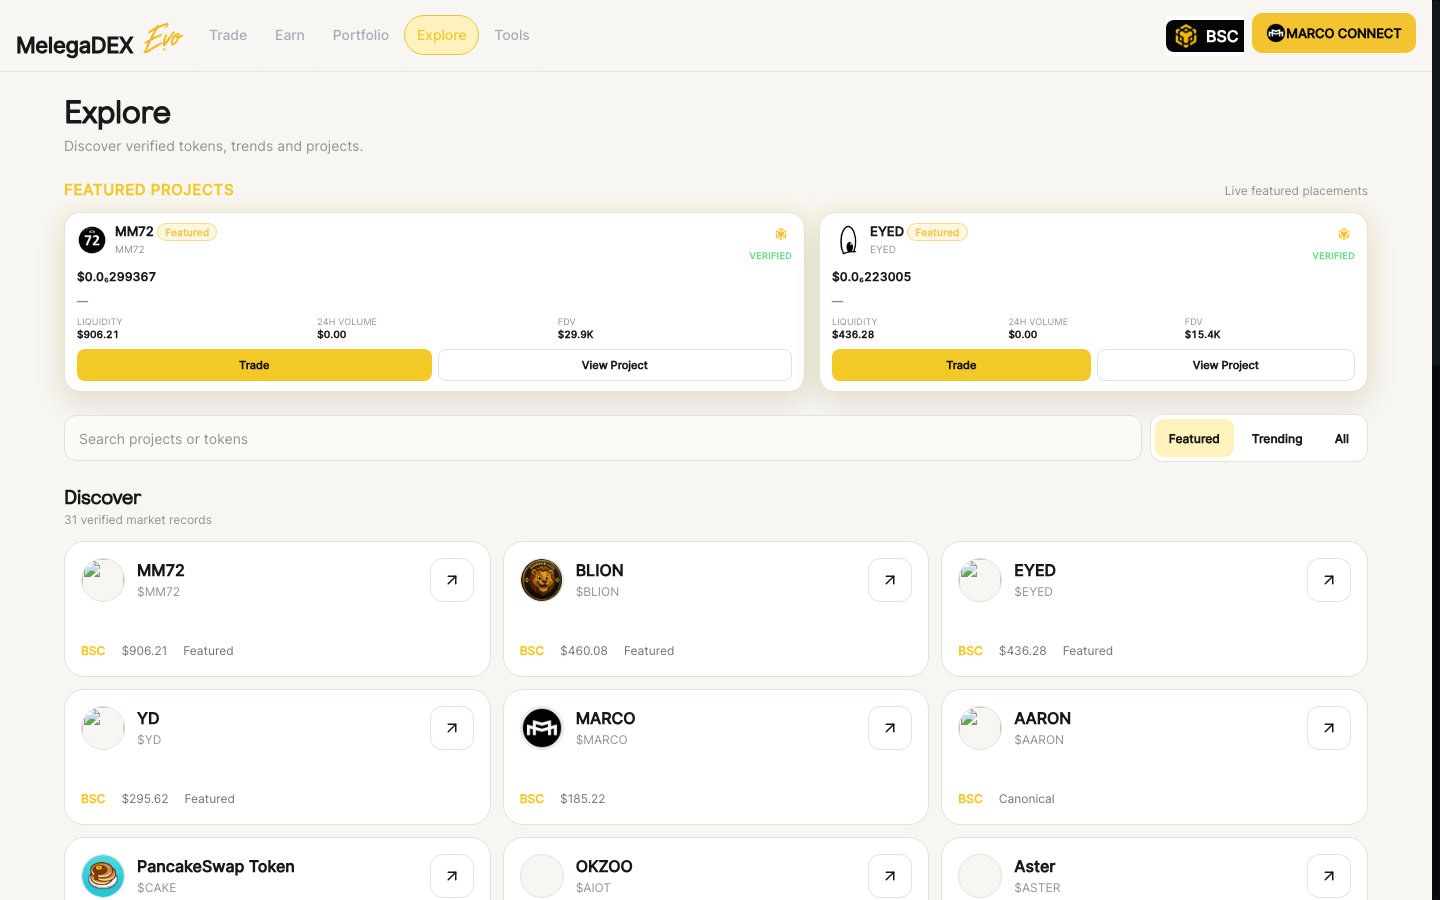 MelegaDEX Evo
Trade Earn Portfolio Explore Tools
BSC
MARCO CONNECT
Explore
Discover verified tokens, trends and projects.
FEATURED PROJECTS
Live featured placements
72
MM72 Featured
MM72
VERIFIED
$0.0₆299367
—
LIQUIDITY 24H VOLUME FDV
$906.21 $0.00 $29.9K
Trade View Project
EYED Featured
EYED
VERIFIED
$0.0₆223005
—
LIQUIDITY 24H VOLUME FDV
$436.28 $0.00 $15.4K
Trade View Project
Search projects or tokens
Featured Trending All
Discover
31 verified market records
MM72
$MM72
BSC $906.21 Featured
BLION
$BLION
BSC $460.08 Featured
EYED
$EYED
BSC $436.28 Featured
YD
$YD
BSC $295.62 Featured
MARCO
$MARCO
BSC $185.22
AARON
$AARON
BSC Canonical
PancakeSwap Token
$CAKE
OKZOO
$AIOT
Aster
$ASTER